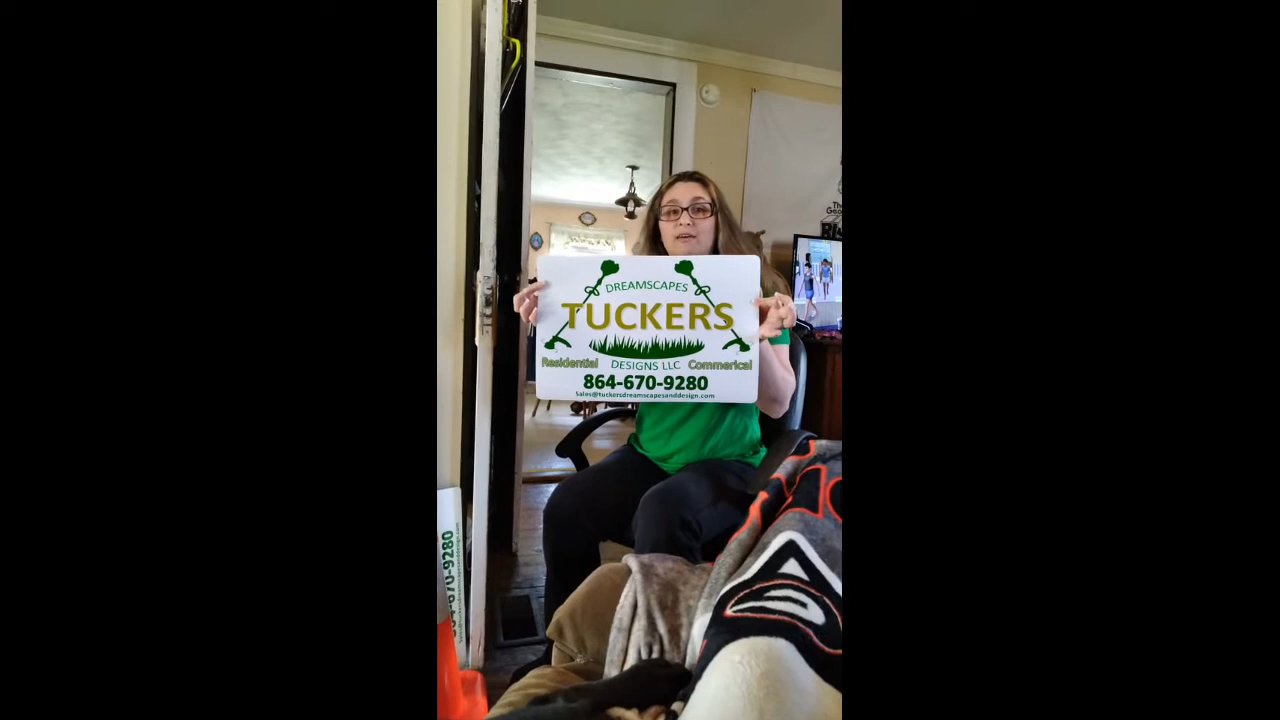 DREAMSCAPES
TUCKERS
Residential DESIGNS LLC Commerical
864-670-9280
Sales@tuckersdreamscapesanddesign.com
864-670-9280